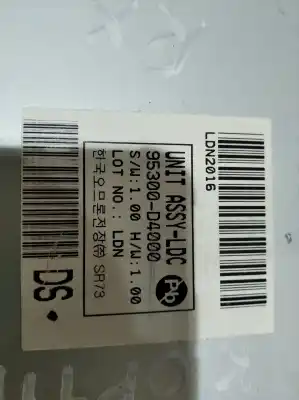 LDN2016
UNIT ASSY-LDC
95300-D4000
S/W:1.00 H/W:1.00
LOT NO.: LDN
한국오므론전장㈜ SR73
Pb
DS